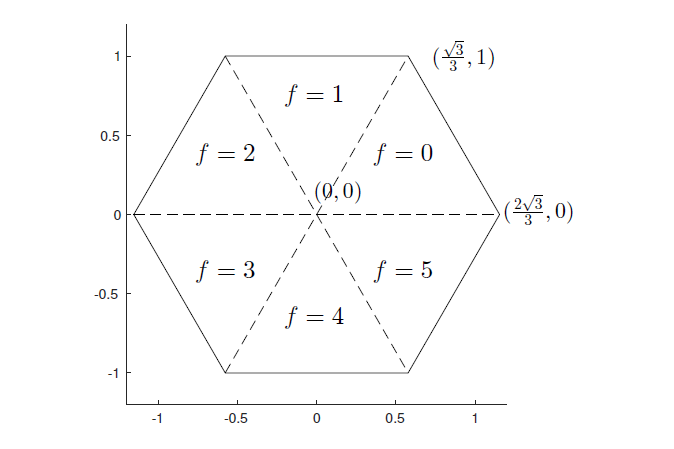 1
(√3/3, 1)
f = 1
0.5
f = 2
f = 0
(0, 0)
0
(2√3/3, 0)
f = 3
f = 5
-0.5
f = 4
-1
-1
-0.5
0
0.5
1